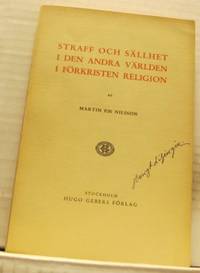 STRAFF OCH SÄLLHET
I DEN ANDRA VÄRLDEN
I FÖRKRISTEN RELIGION
AV
MARTIN P:N NILSSON
STOCKHOLM
HUGO GEBERS FÖRLAG